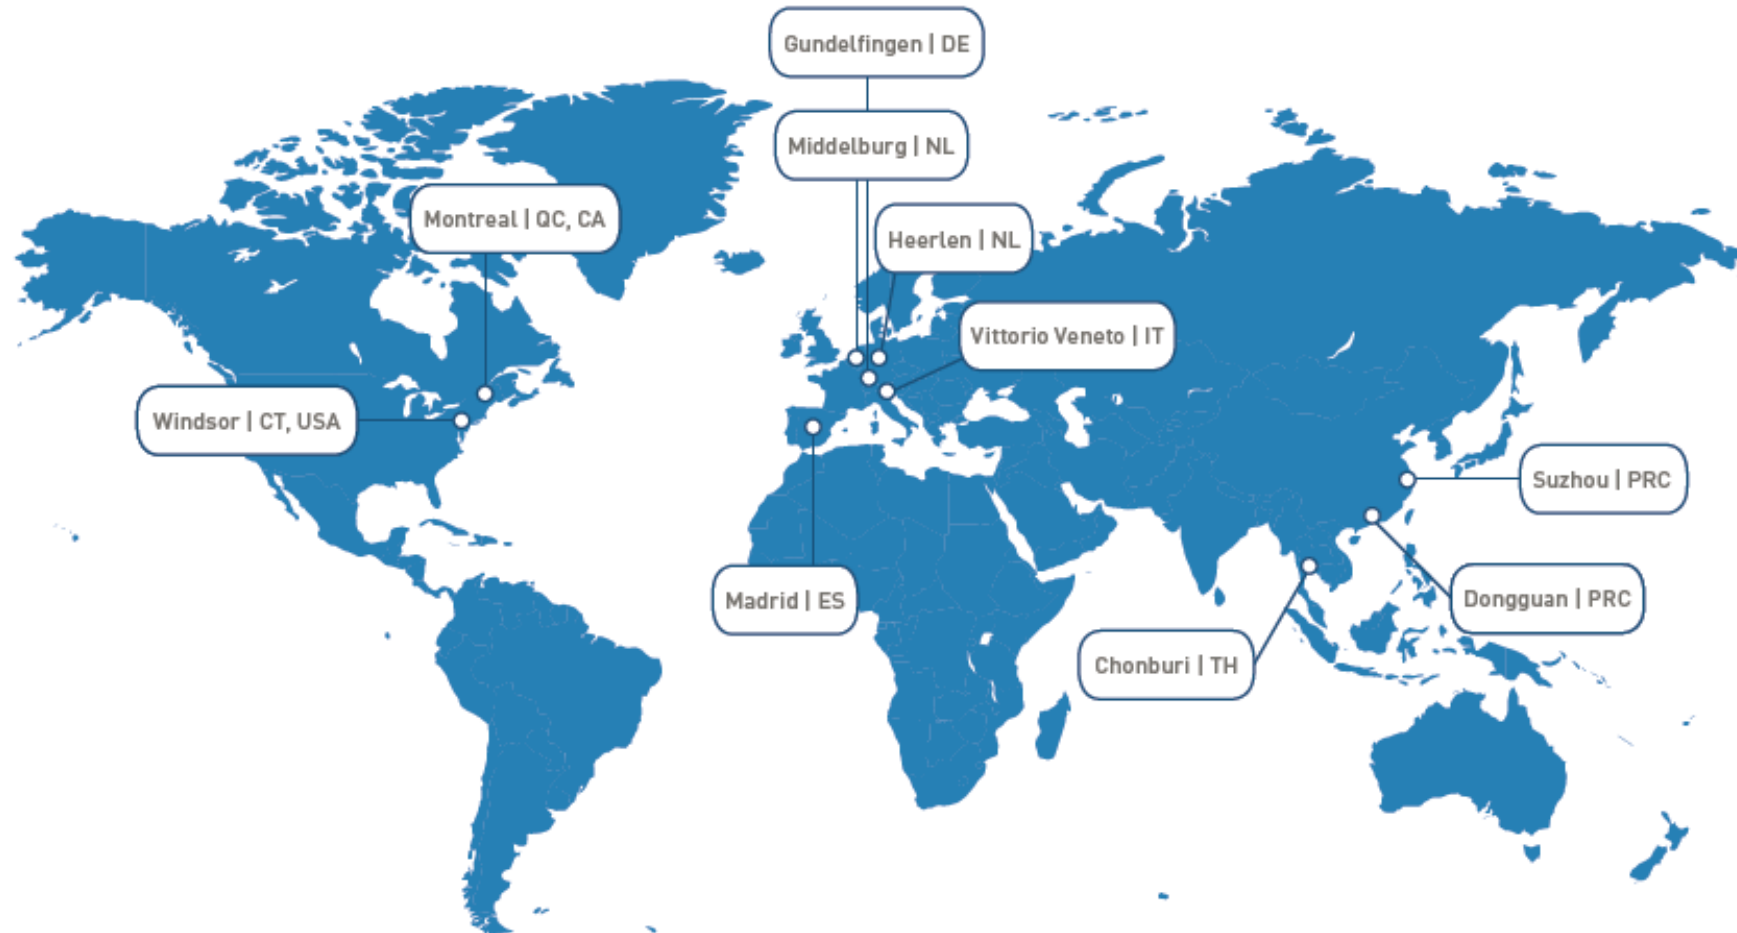 Gundelfingen | DE
Middelburg | NL
Montreal | QC, CA
Heerlen | NL
Vittorio Veneto | IT
Windsor | CT, USA
Suzhou | PRC
Madrid | ES
Dongguan | PRC
Chonburi | TH